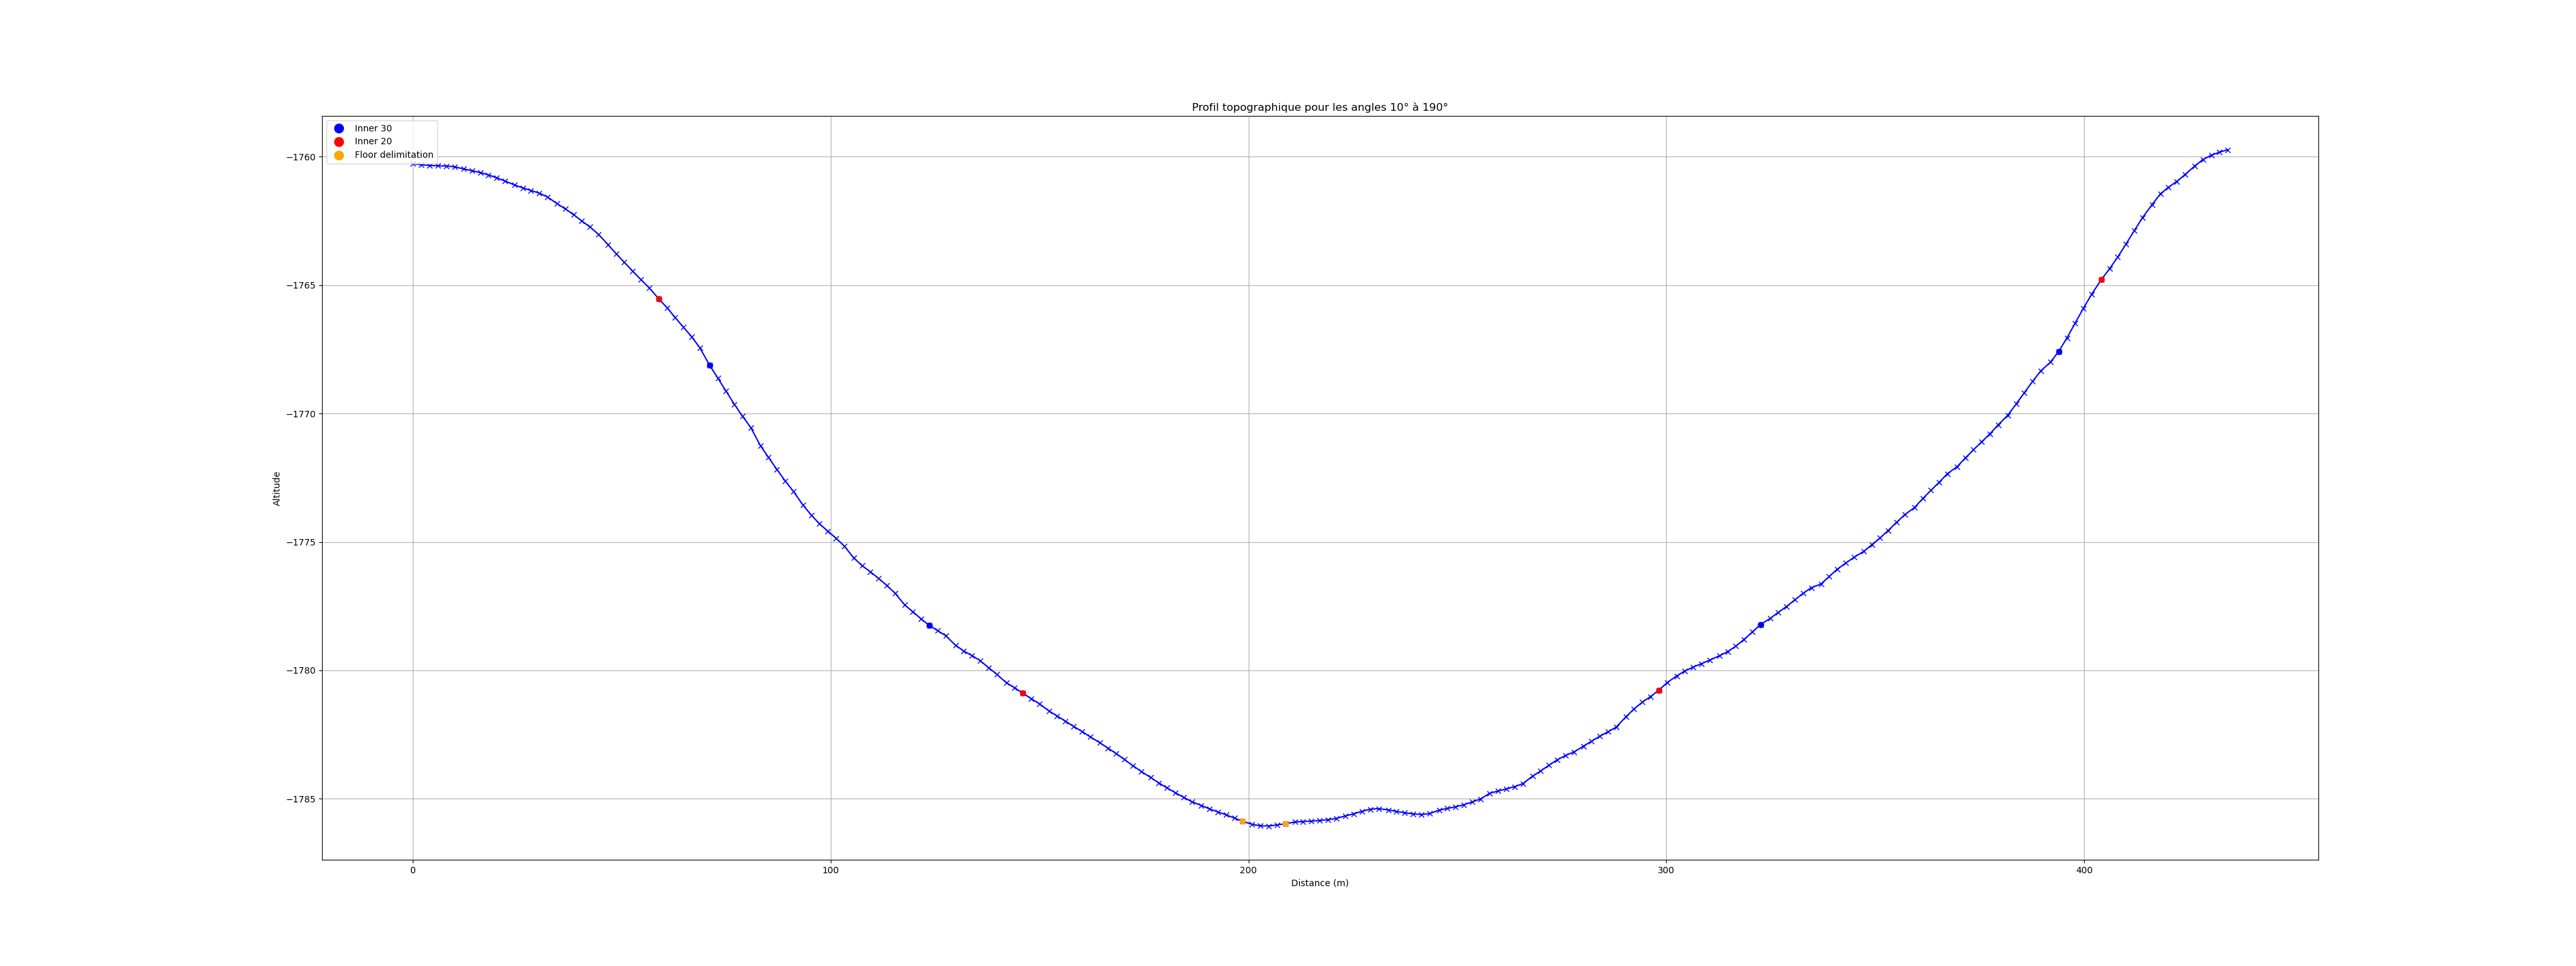 Profil topographique pour les angles 10° à 190°
Inner 30
Inner 20
Floor delimitation
−1760
−1765
−1770
−1775
−1780
−1785
Altitude
0 100 200 300 400
Distance (m)